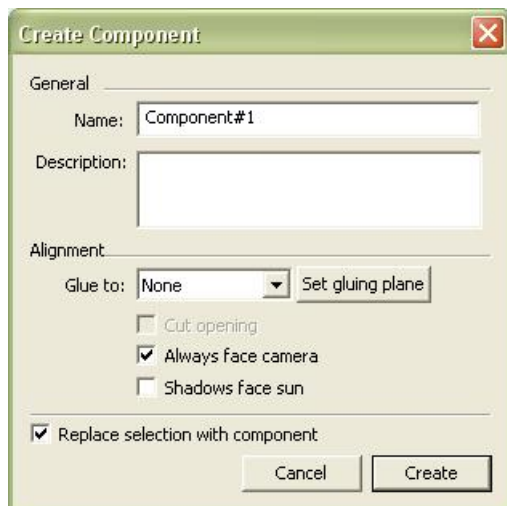 Create Component
General
Name: Component#1
Description:
Alignment
Glue to: None Set gluing plane
Cut opening
Always face camera
Shadows face sun
Replace selection with component
Cancel Create